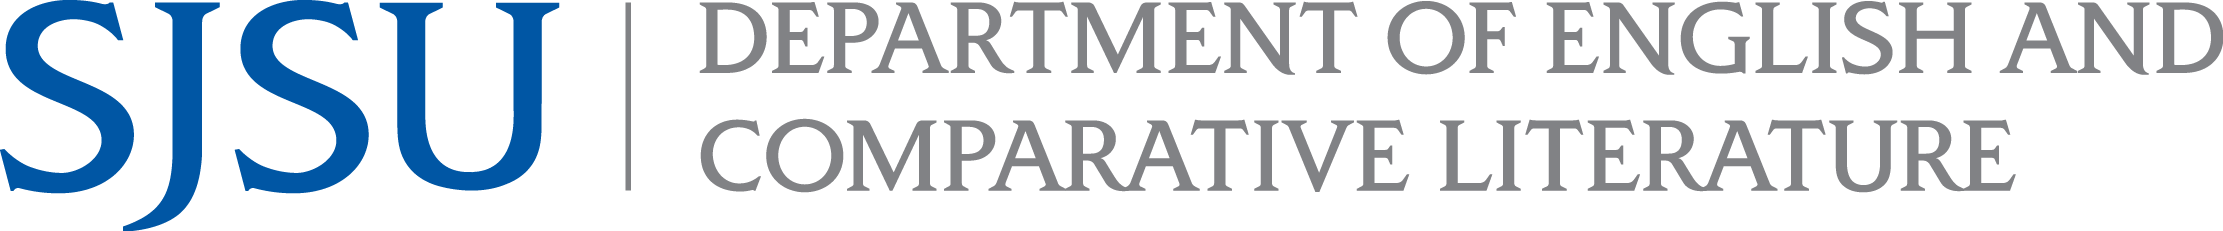 SJSU
DEPARTMENT OF ENGLISH AND
COMPARATIVE LITERATURE